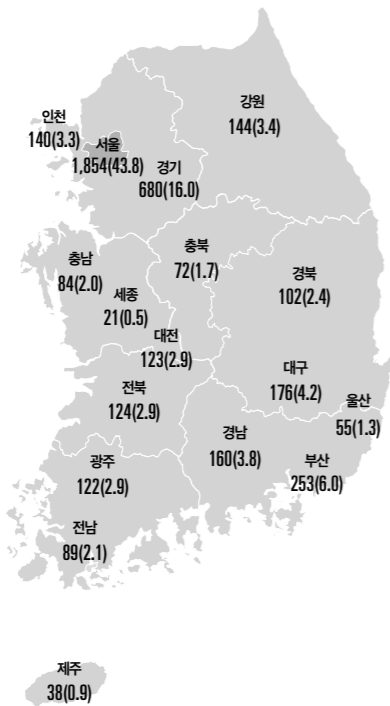 강원
144(3.4)
인천
140(3.3)
서울
1,854(43.8)
경기
680(16.0)
충북
72(1.7)
충남
84(2.0)
경북
102(2.4)
세종
21(0.5)
대전
123(2.9)
대구
176(4.2)
전북
124(2.9)
울산
55(1.3)
경남
160(3.8)
부산
253(6.0)
광주
122(2.9)
전남
89(2.1)
제주
38(0.9)